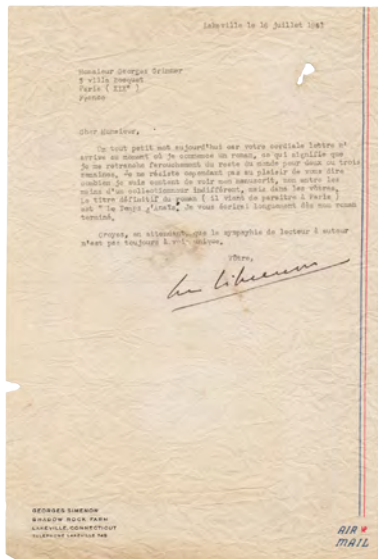 Lakeville le 16 juillet 19
Monsieur Georges
5 villa Bosquet
Paris ( XIX° )
France
Cher Monsieur,
Un tout petit mot aujourd'hui car votre cordiale lettre m'
arrive au moment où je commence un roman, ce qui signifie que
je me retranche farouchement du reste du monde pour deux ou trois
semaines. Je ne résiste cependant pas au plaisir de vous dire
combien je suis content de voir mon manuscrit, non entre les
mains d'un collectionneur indifférent, mais dans les vôtres.
Le titre définitif du roman ( il vient de paraître à Paris )
est " le Temps d'Anaïs". Je vous écrirai longuement dès mon roman
terminé.
Croyez, en attendant, que la sympathie de lecteur à auteur
n'est pas toujours à unique.
Vôtre,
GEORGES SIMENON
SHADOW ROCK FARM
LAKEVILLE, CONNECTICUT
TELEPHONE LAKEVILLE
AIR
MAIL